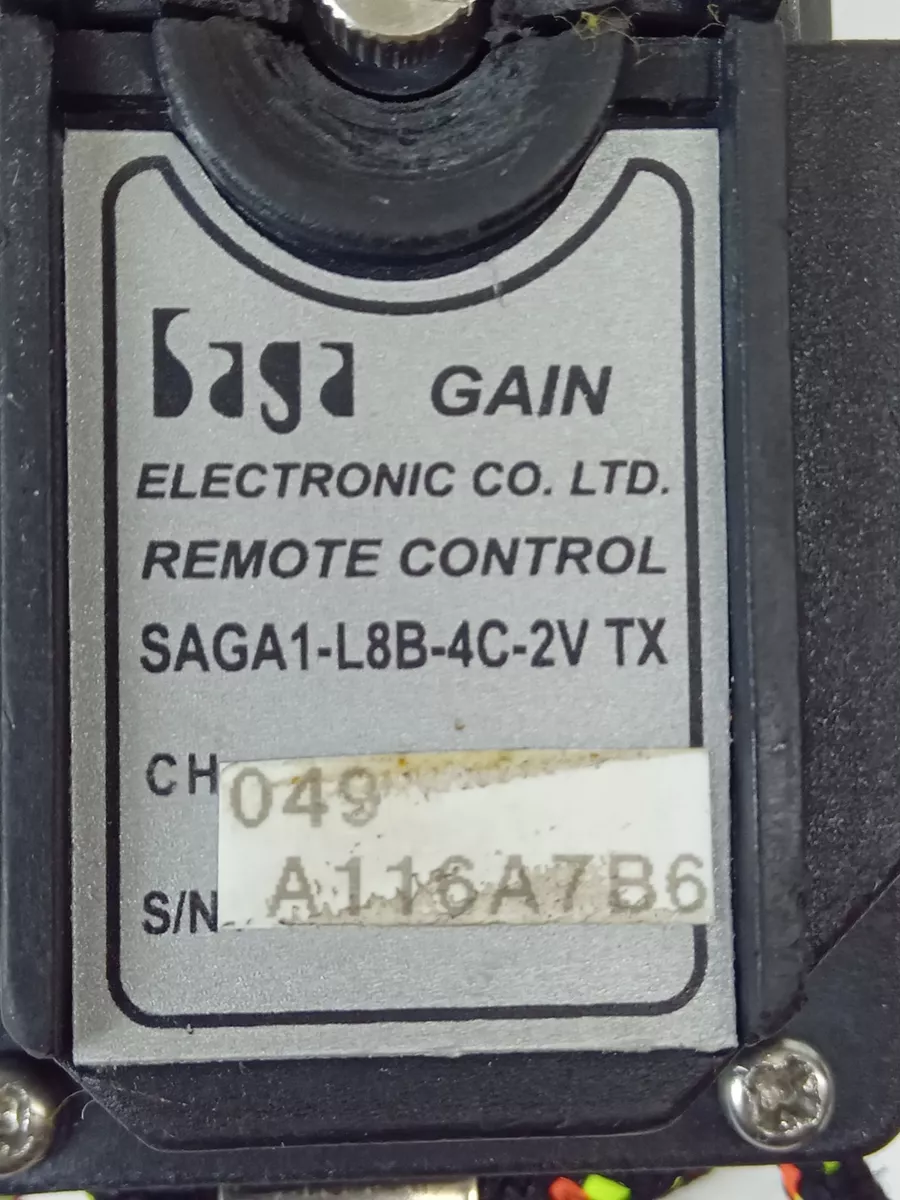 Saga GAIN
ELECTRONIC CO. LTD.
REMOTE CONTROL
SAGA1-L8B-4C-2V TX
CH 049
S/N A116A7B6